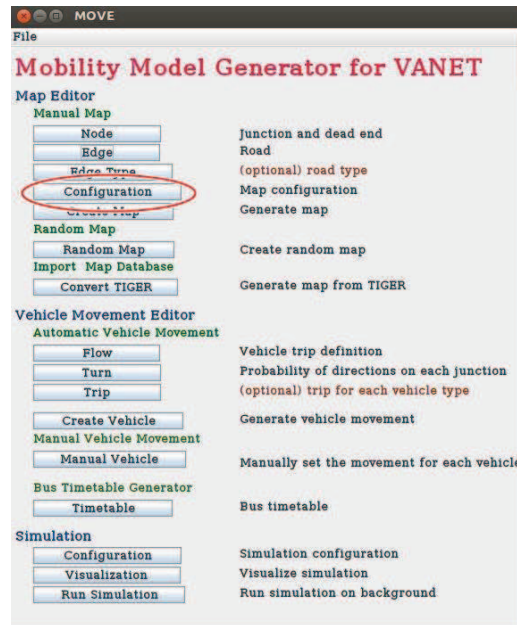 MOVE
File
Mobility Model Generator for VANET
Map Editor
Manual Map
Node Junction and dead end
Edge Road
Edge Type (optional) road type
Configuration Map configuration
Create Map Generate map
Random Map
Random Map Create random map
Import Map Database
Convert TIGER Generate map from TIGER
Vehicle Movement Editor
Automatic Vehicle Movement
Flow Vehicle trip definition
Turn Probability of directions on each junction
Trip (optional) trip for each vehicle type
Create Vehicle Generate vehicle movement
Manual Vehicle Movement
Manual Vehicle Manually set the movement for each vehicle
Bus Timetable Generator
Timetable Bus timetable
Simulation
Configuration Simulation configuration
Visualization Visualize simulation
Run Simulation Run simulation on background